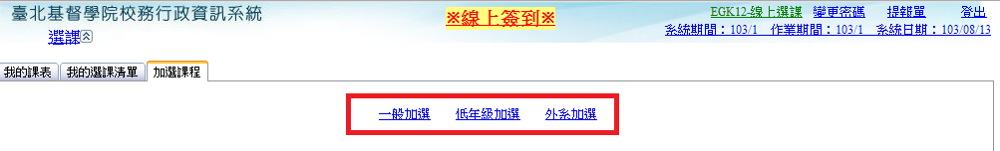 臺北基督學院校務行政資訊系統
※線上簽到※
EGK12-線上選課 變更密碼 提報單 登出
選課
系統期間：103/1 作業期間：103/1 系統日期：103/08/13
我的課表 我的選課清單 加選課程
一般加選 低年級加選 外系加選